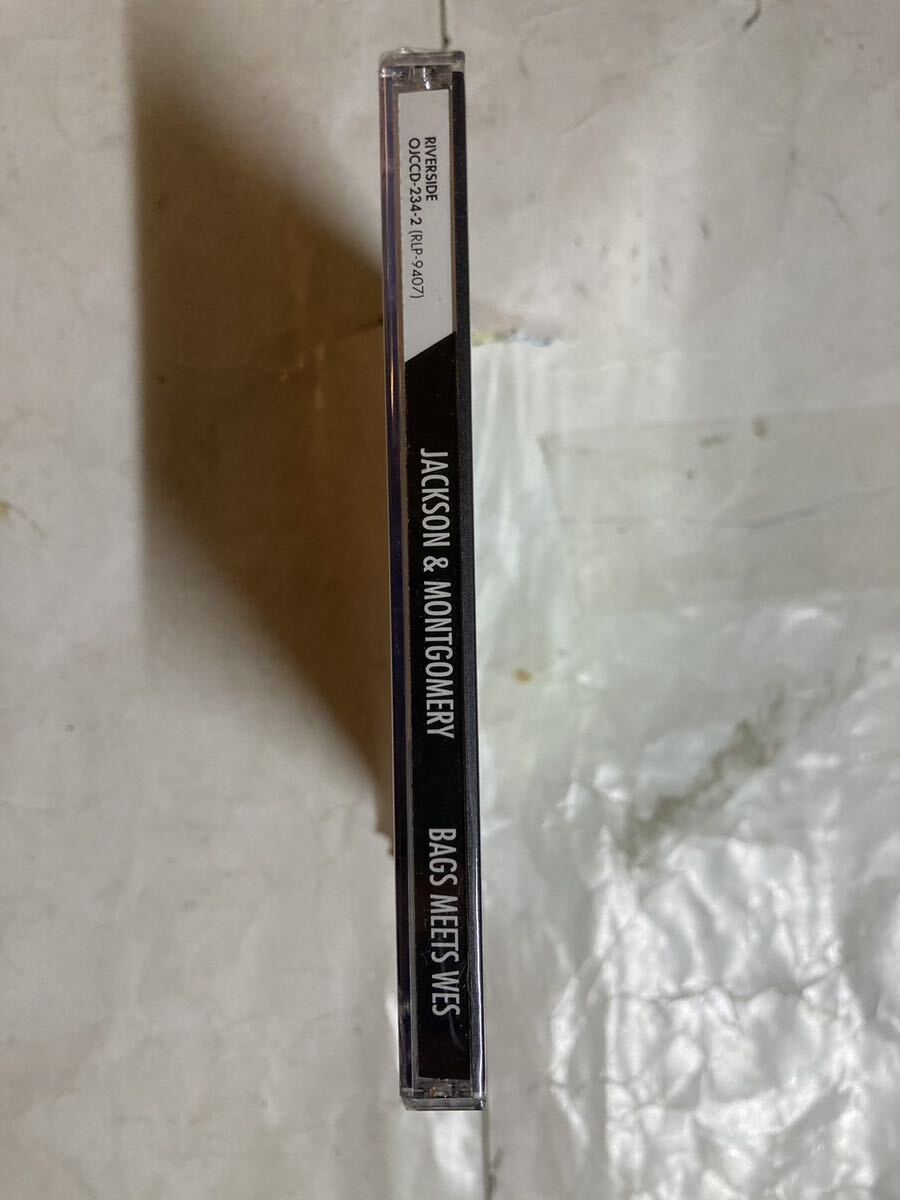 RIVERSIDE
OJCCD-234-2 (RLP-9407)
JACKSON & MONTGOMERY
BAGS MEETS WES